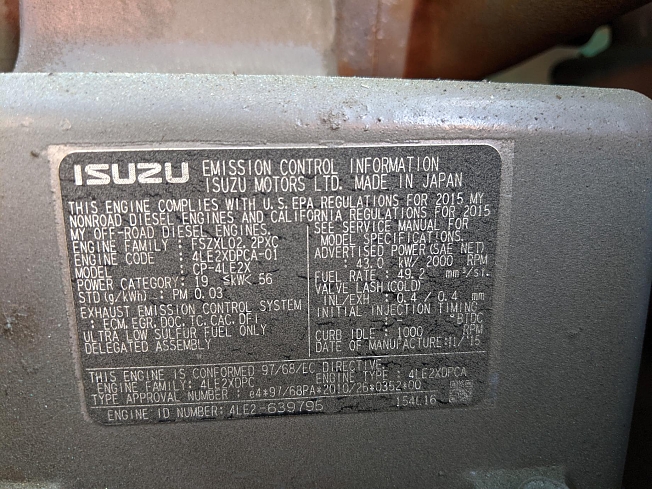 ISUZU EMISSION CONTROL INFORMATION
ISUZU MOTORS LTD. MADE IN JAPAN
THIS ENGINE COMPLIES WITH U.S.EPA REGULATIONS FOR 2015 MY
NONROAD DIESEL ENGINES AND CALIFORNIA REGULATIONS FOR 2015
MY OFF-ROAD DIESEL ENGINES.
ENGINE FAMILY : FSZXL02.2PXC
ENGINE CODE : 4LE2XDPCA-01
MODEL : CP-4LE2X
POWER CATEGORY: 19 ≤kW< 56
STD (g/kWh) : PM 0.03
EXHAUST EMISSION CONTROL SYSTEM
: ECM, EGR, DOC, TC, CAC, DFI
ULTRA LOW SULFUR FUEL ONLY
DELEGATED ASSEMBLY
SEE SERVICE MANUAL FOR
MODEL SPECIFICATION.
ADVERTISED POWER (SAE NET)
: 43.0 kW/ 2000 RPM
FUEL RATE : 49.2 mm³/st.
VALVE LASH (COLD)
IN./EXH : 0.4 / 0.4 mm
INITIAL INJECTION TIMING
: °BTDC
CURB IDLE : 1000 RPM
DATE OF MANUFACTURE:11/'15
THIS ENGINE IS CONFORMED 97/68/EC DIRECTIVE
ENGINE FAMILY: 4LE2XDPC ENGINE TYPE : 4LE2XDPCA
TYPE APPROVAL NUMBER : e4*97/68PA*2010/26*0352*00
ENGINE ID NUMBER : 4LE2-639795 154L16